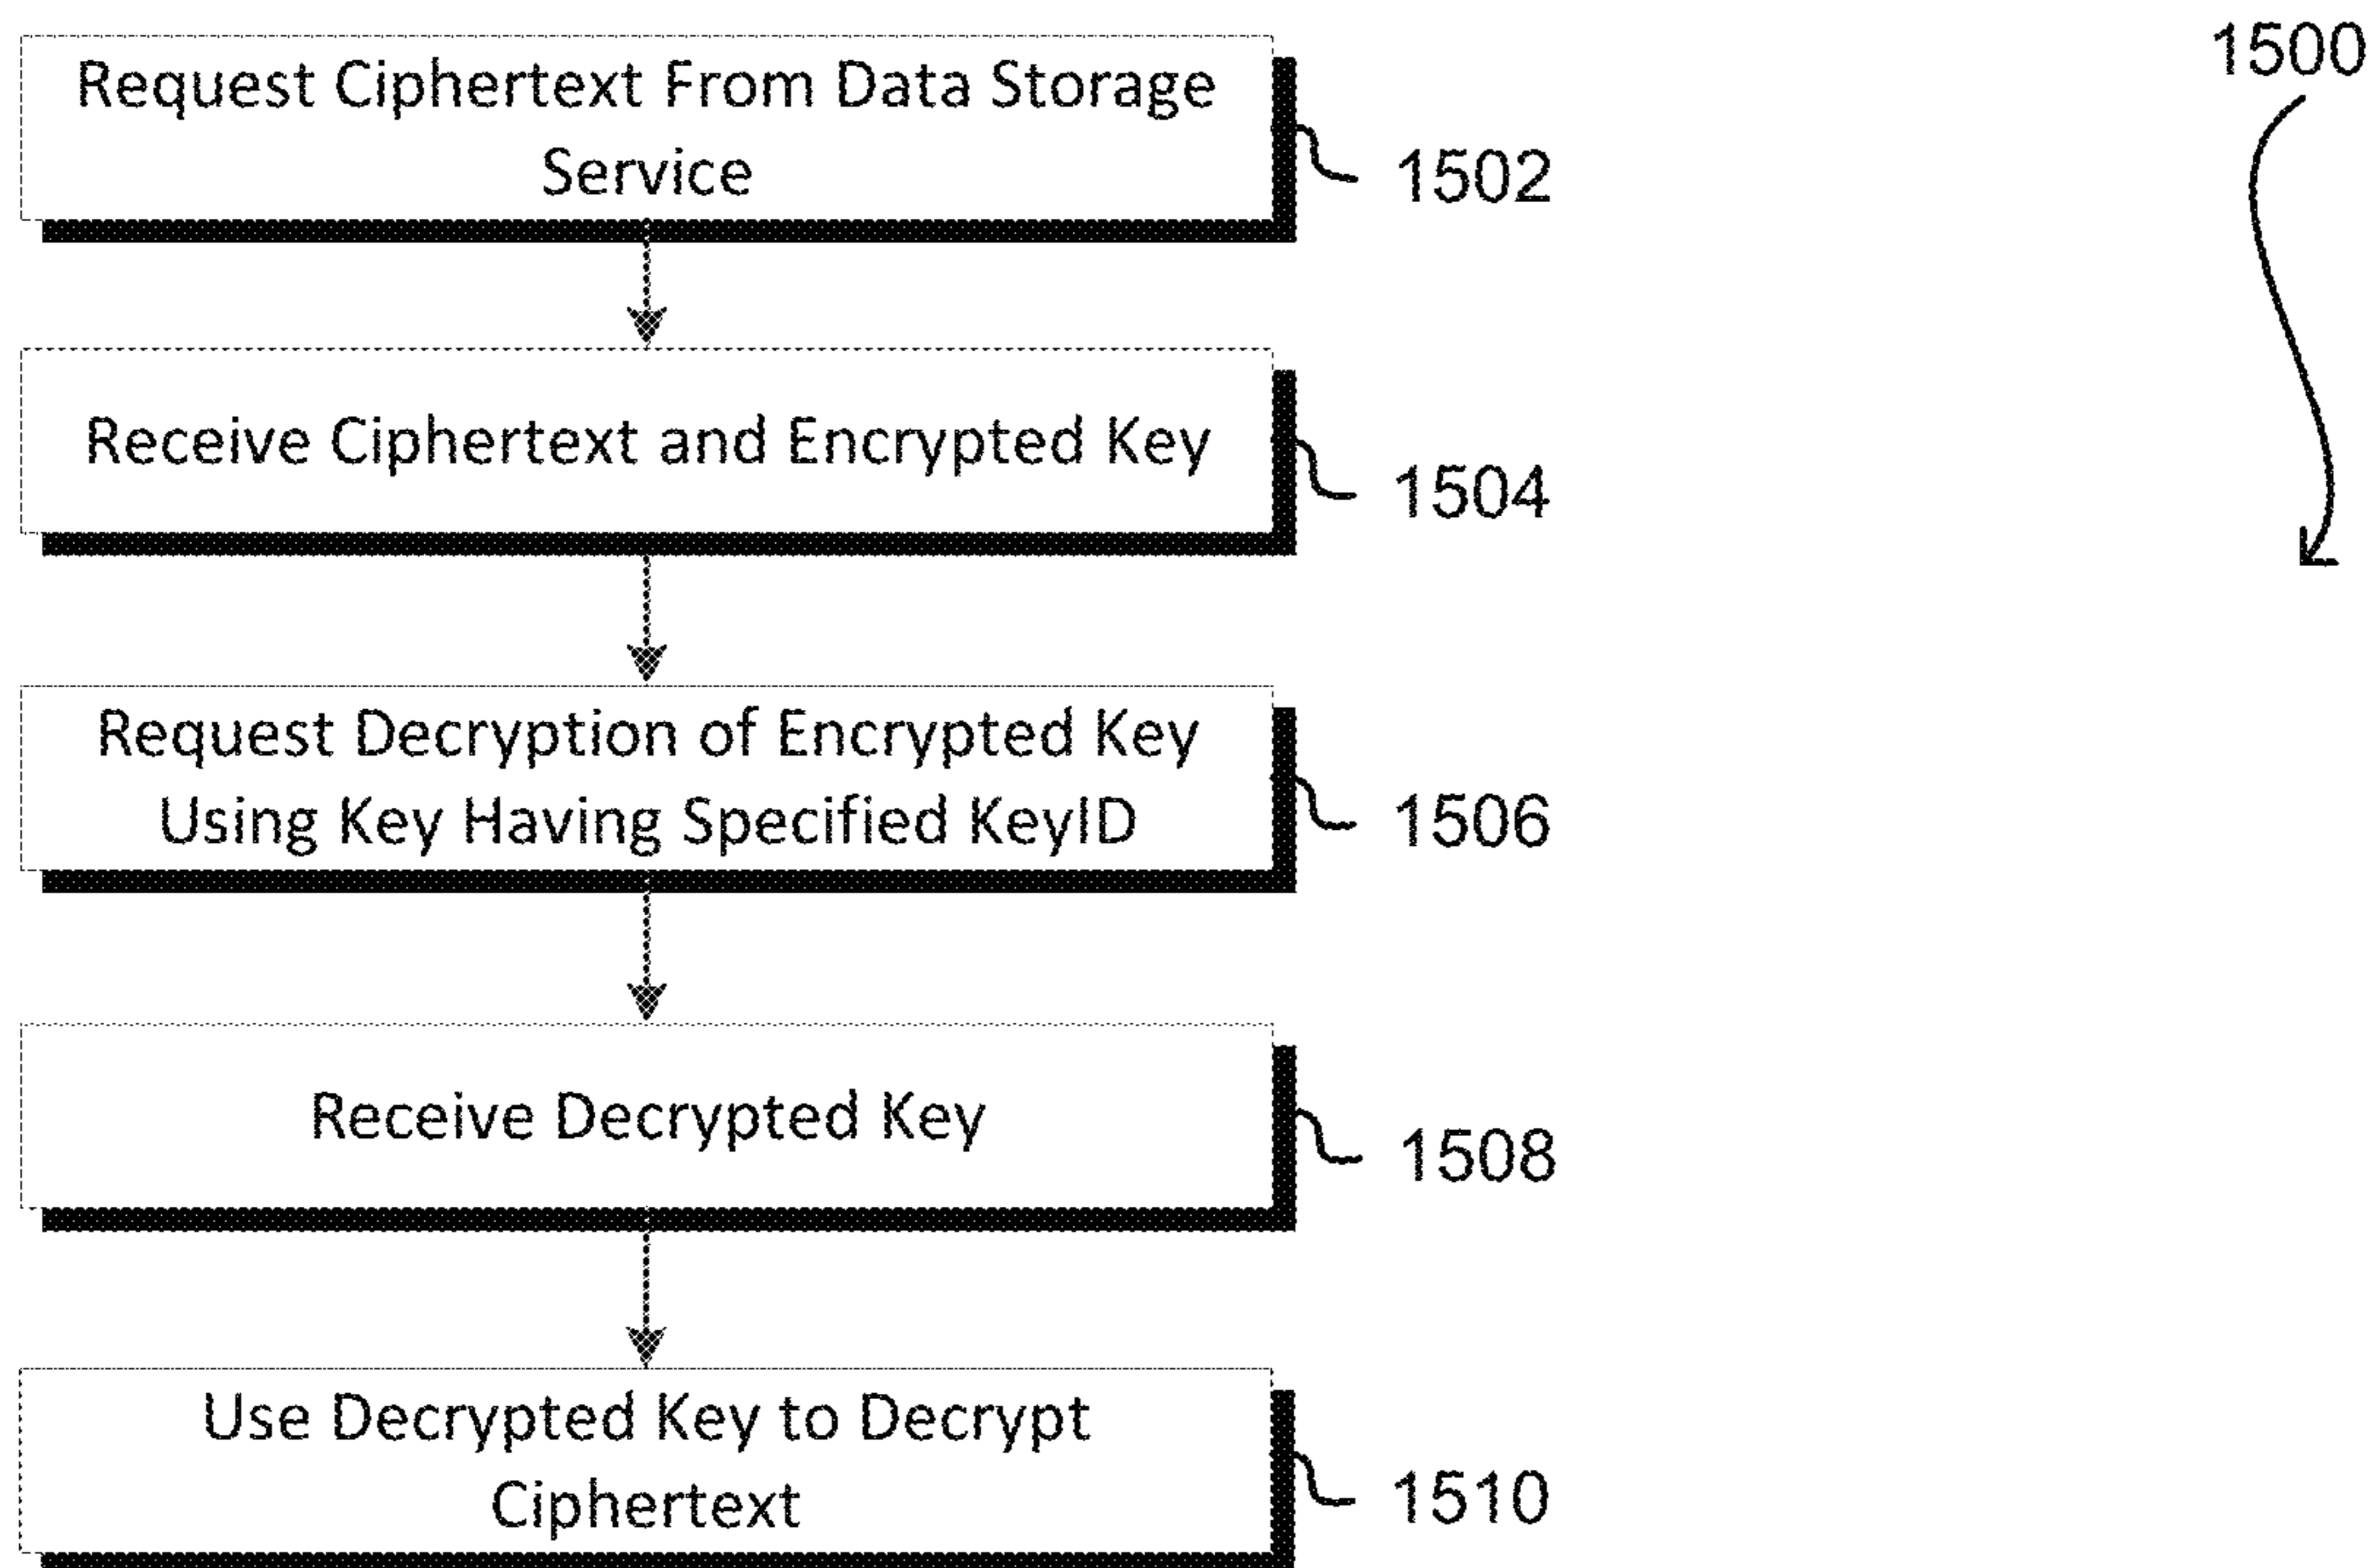 1500
Request Ciphertext From Data Storage
Service
1502
Receive Ciphertext and Encrypted Key
1504
Request Decryption of Encrypted Key
Using Key Having Specified KeyID
1506
Receive Decrypted Key
1508
Use Decrypted Key to Decrypt
Ciphertext
1510